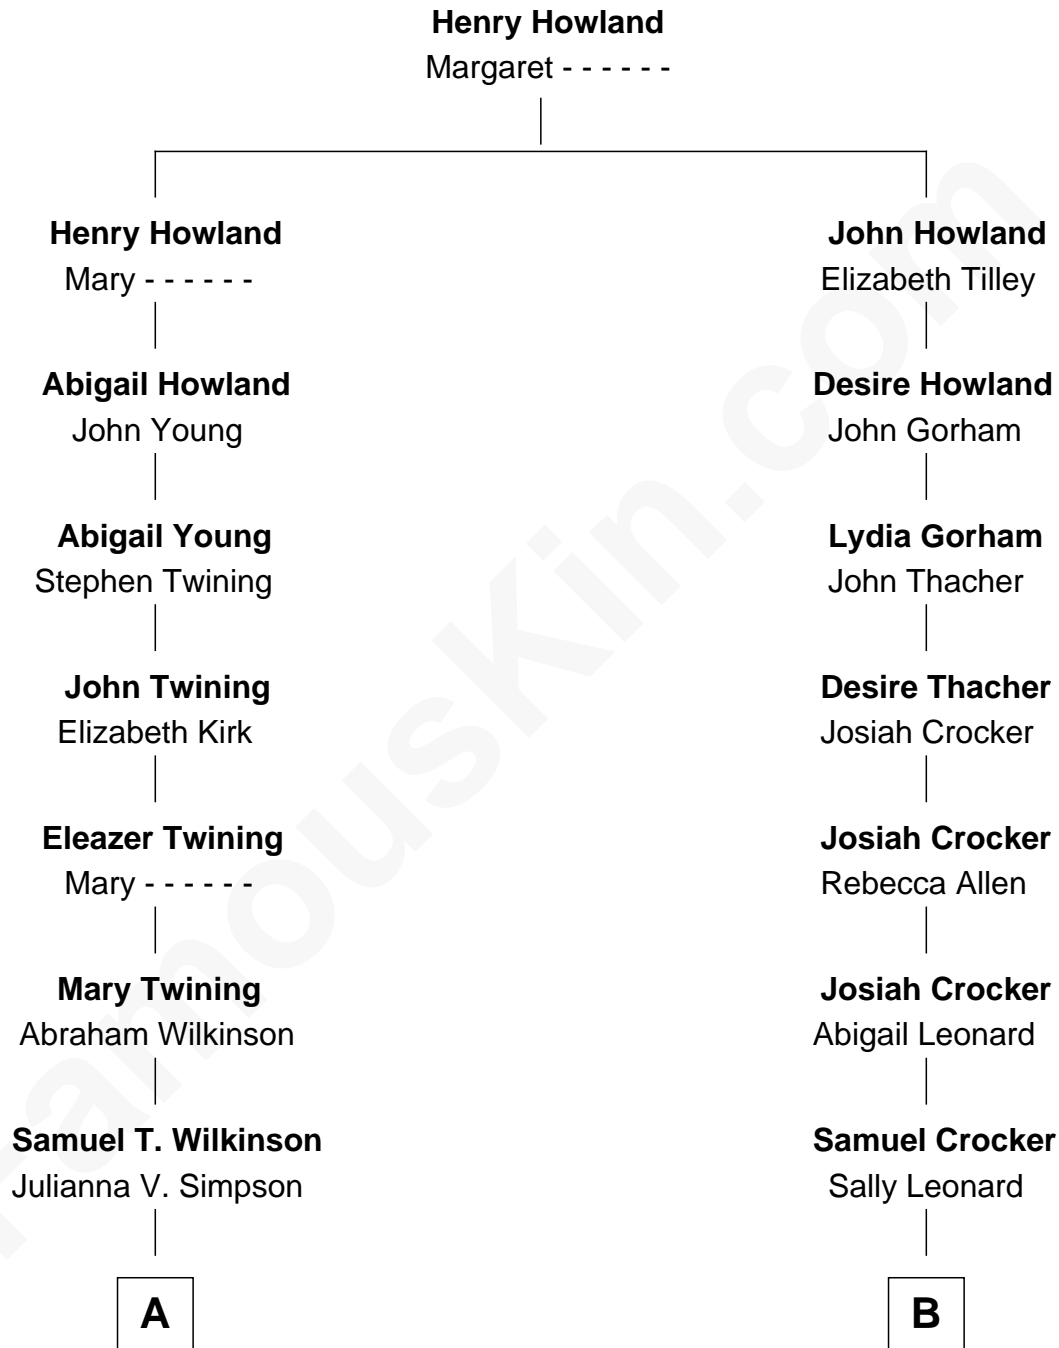 Henry Howland
Margaret - - - - - -
Henry Howland
Mary - - - - - -
John Howland
Elizabeth Tilley
Abigail Howland
John Young
Desire Howland
John Gorham
Abigail Young
Stephen Twining
Lydia Gorham
John Thacher
John Twining
Elizabeth Kirk
Desire Thacher
Josiah Crocker
Eleazer Twining
Mary - - - - - -
Josiah Crocker
Rebecca Allen
Mary Twining
Abraham Wilkinson
Josiah Crocker
Abigail Leonard
Samuel T. Wilkinson
Julianna V. Simpson
Samuel Crocker
Sally Leonard
A
B
FamousKin.com